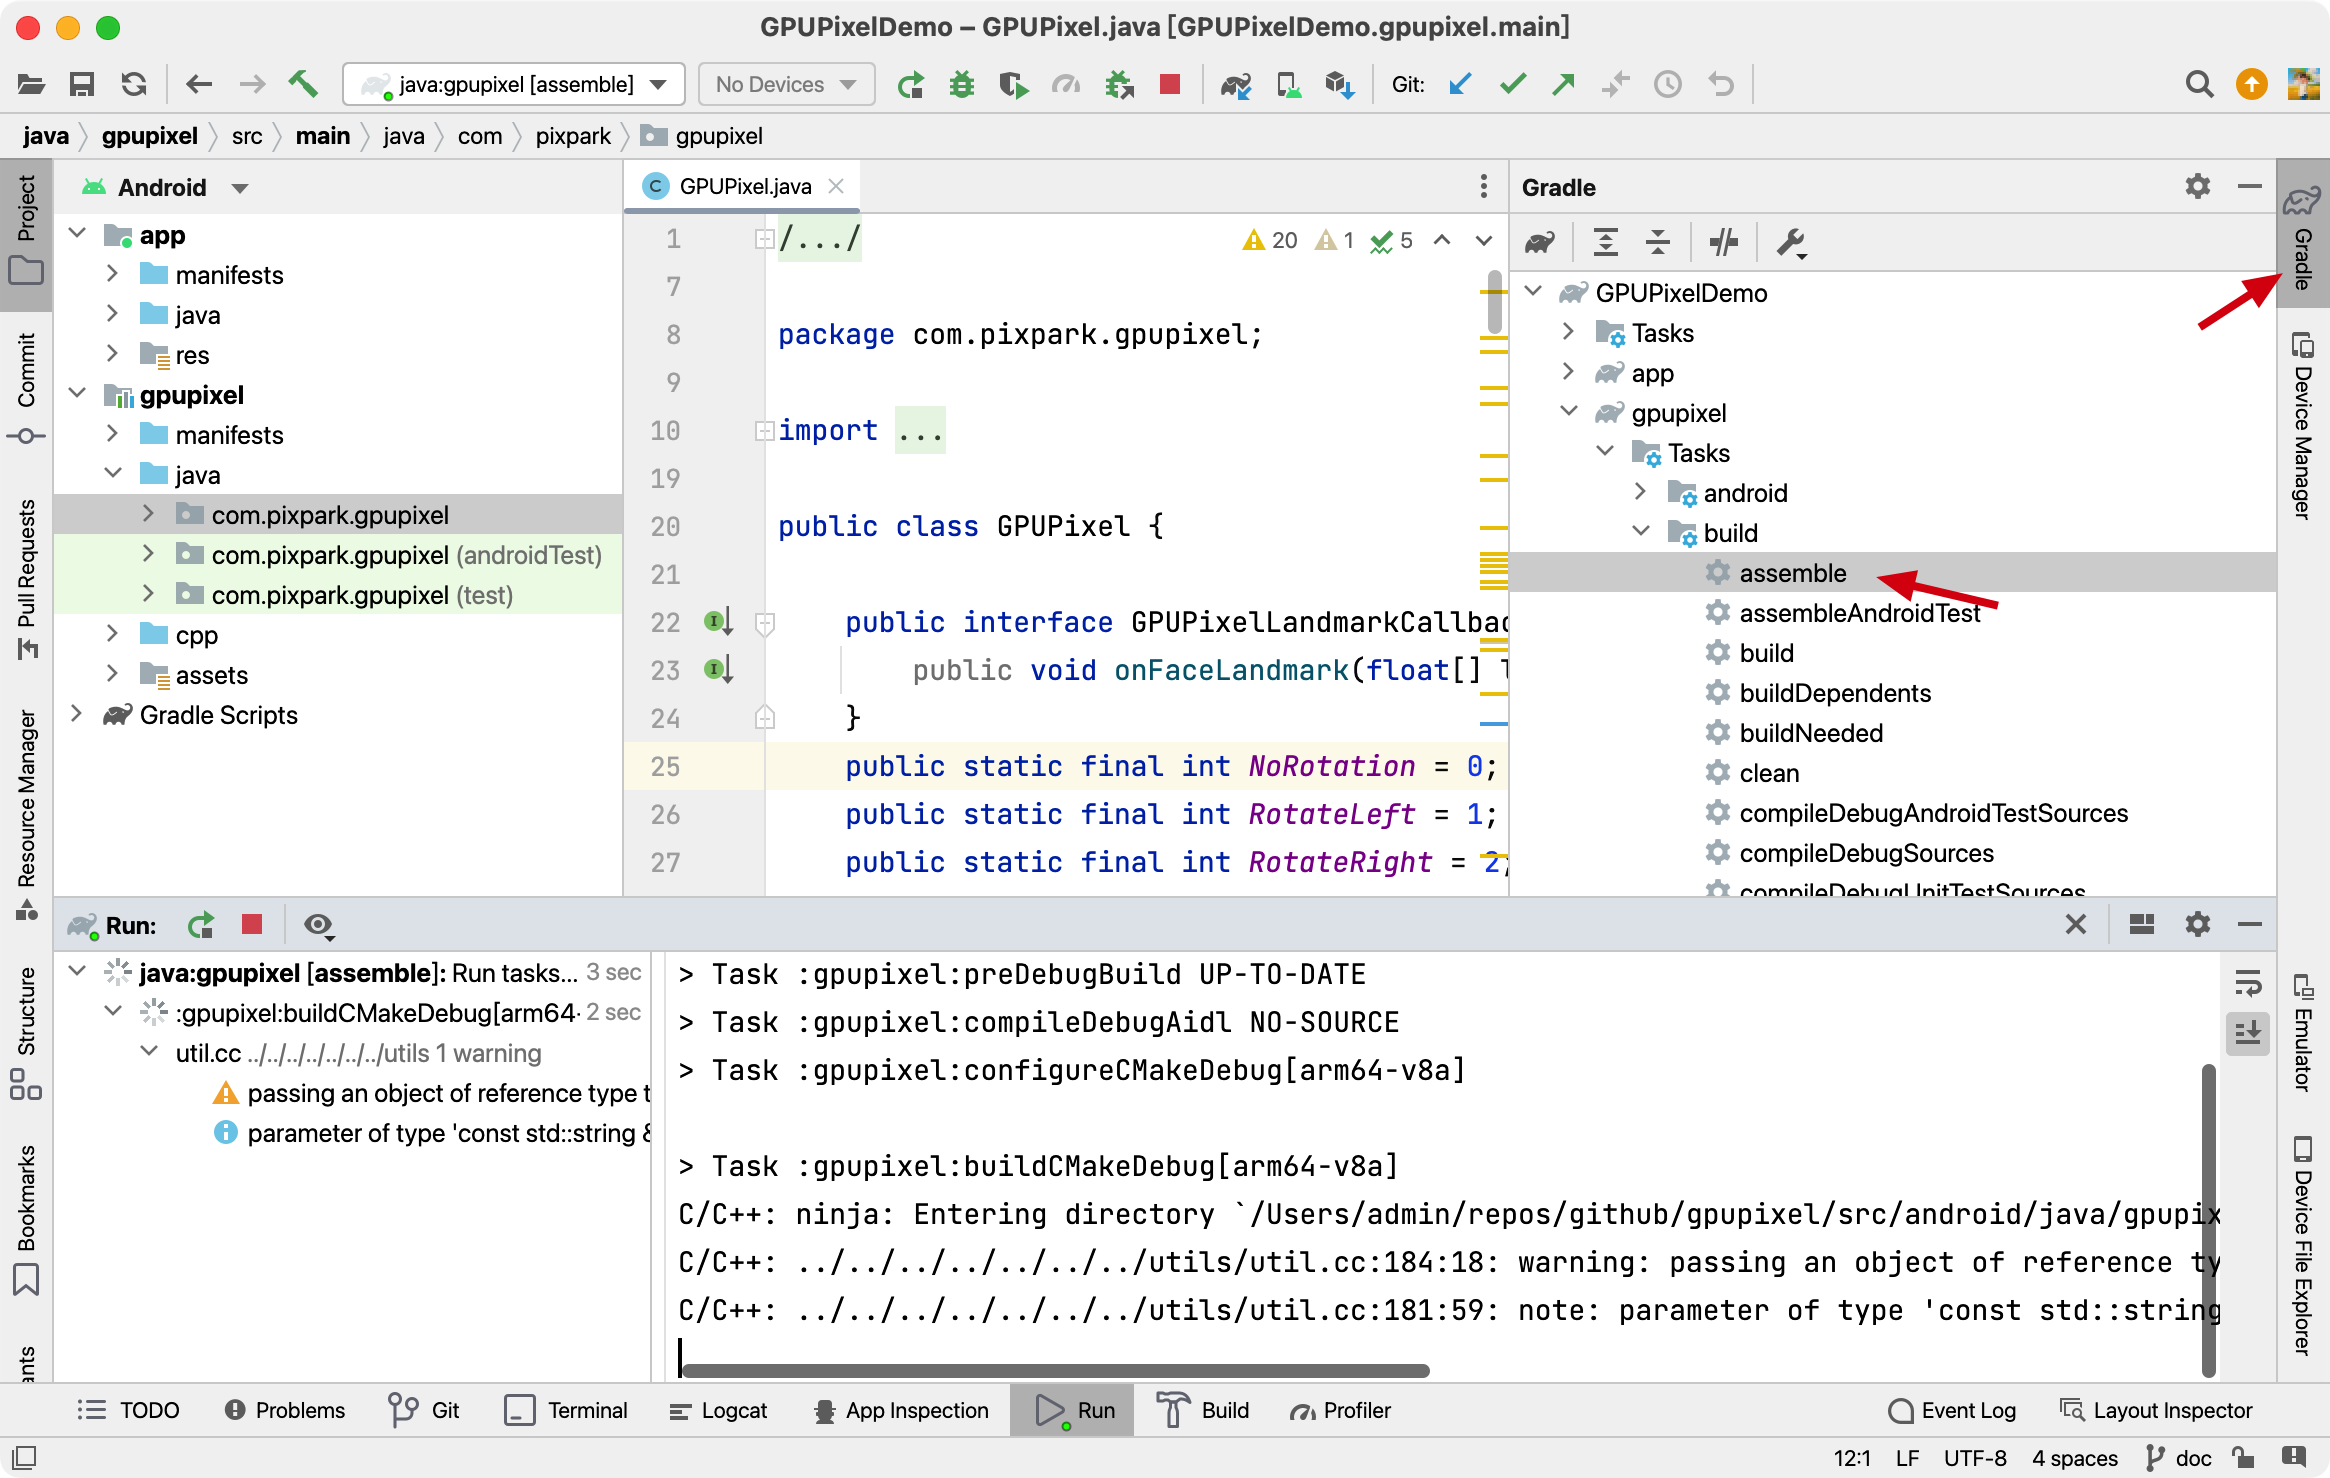 GPUPixelDemo – GPUPixel.java [GPUPixelDemo.gpupixel.main]
java:gpupixel [assemble]
No Devices
Git:
java
gpupixel
src
main
java
com
pixpark
gpupixel
Project
Commit
Pull Requests
Resource Manager
Structure
Bookmarks
Android
app
manifests
java
res
gpupixel
manifests
java
com.pixpark.gpupixel
com.pixpark.gpupixel (androidTest)
com.pixpark.gpupixel (test)
cpp
assets
Gradle Scripts
C GPUPixel.java
20 1 5
1 /.../
7
8 package com.pixpark.gpupixel;
9
10 import ...
19
20 public class GPUPixel {
21
22 public interface GPUPixelLandmarkCallbac
23 public void onFaceLandmark(float[] l
24 }
25 public static final int NoRotation = 0;
26 public static final int RotateLeft = 1;
27 public static final int RotateRight = 2;
Gradle
GPUPixelDemo
Tasks
app
gpupixel
Tasks
android
build
assemble
assembleAndroidTest
build
buildDependents
buildNeeded
clean
compileDebugAndroidTestSources
compileDebugSources
compileDebugUnitTestSources
Gradle
Device Manager
Emulator
Device File Explorer
Run:
java:gpupixel [assemble]: Run tasks... 3 sec
:gpupixel:buildCMakeDebug[arm64- 2 sec
util.cc ../../../../../../../utils 1 warning
passing an object of reference type t
parameter of type 'const std::string &
> Task :gpupixel:preDebugBuild UP-TO-DATE
> Task :gpupixel:compileDebugAidl NO-SOURCE
> Task :gpupixel:configureCMakeDebug[arm64-v8a]
> Task :gpupixel:buildCMakeDebug[arm64-v8a]
C/C++: ninja: Entering directory `/Users/admin/repos/github/gpupixel/src/android/java/gpupix
C/C++: ../../../../../../../utils/util.cc:184:18: warning: passing an object of reference ty
C/C++: ../../../../../../../utils/util.cc:181:59: note: parameter of type 'const std::string
ants
TODO
Problems
Git
Terminal
Logcat
App Inspection
Run
Build
Profiler
Event Log
Layout Inspector
12:1
LF
UTF-8
4 spaces
doc